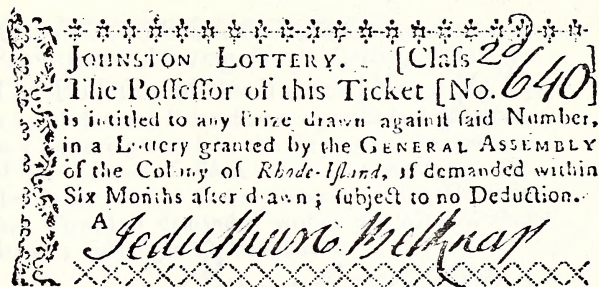 JOHNSTON LOTTERY. [Claſs 2d
The Poſſeſſor of this Ticket [No. 640]
is intitled to any Prize drawn againſt ſaid Number,
in a Lottery granted by the GENERAL ASSEMBLY
of the Colony of Rhode-Iſland, if demanded within
Six Months after drawn; ſubject to no Deduction.
A
Jeduthan Belknap